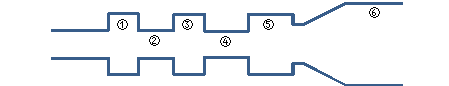 ① ② ③ ④ ⑤ ⑥